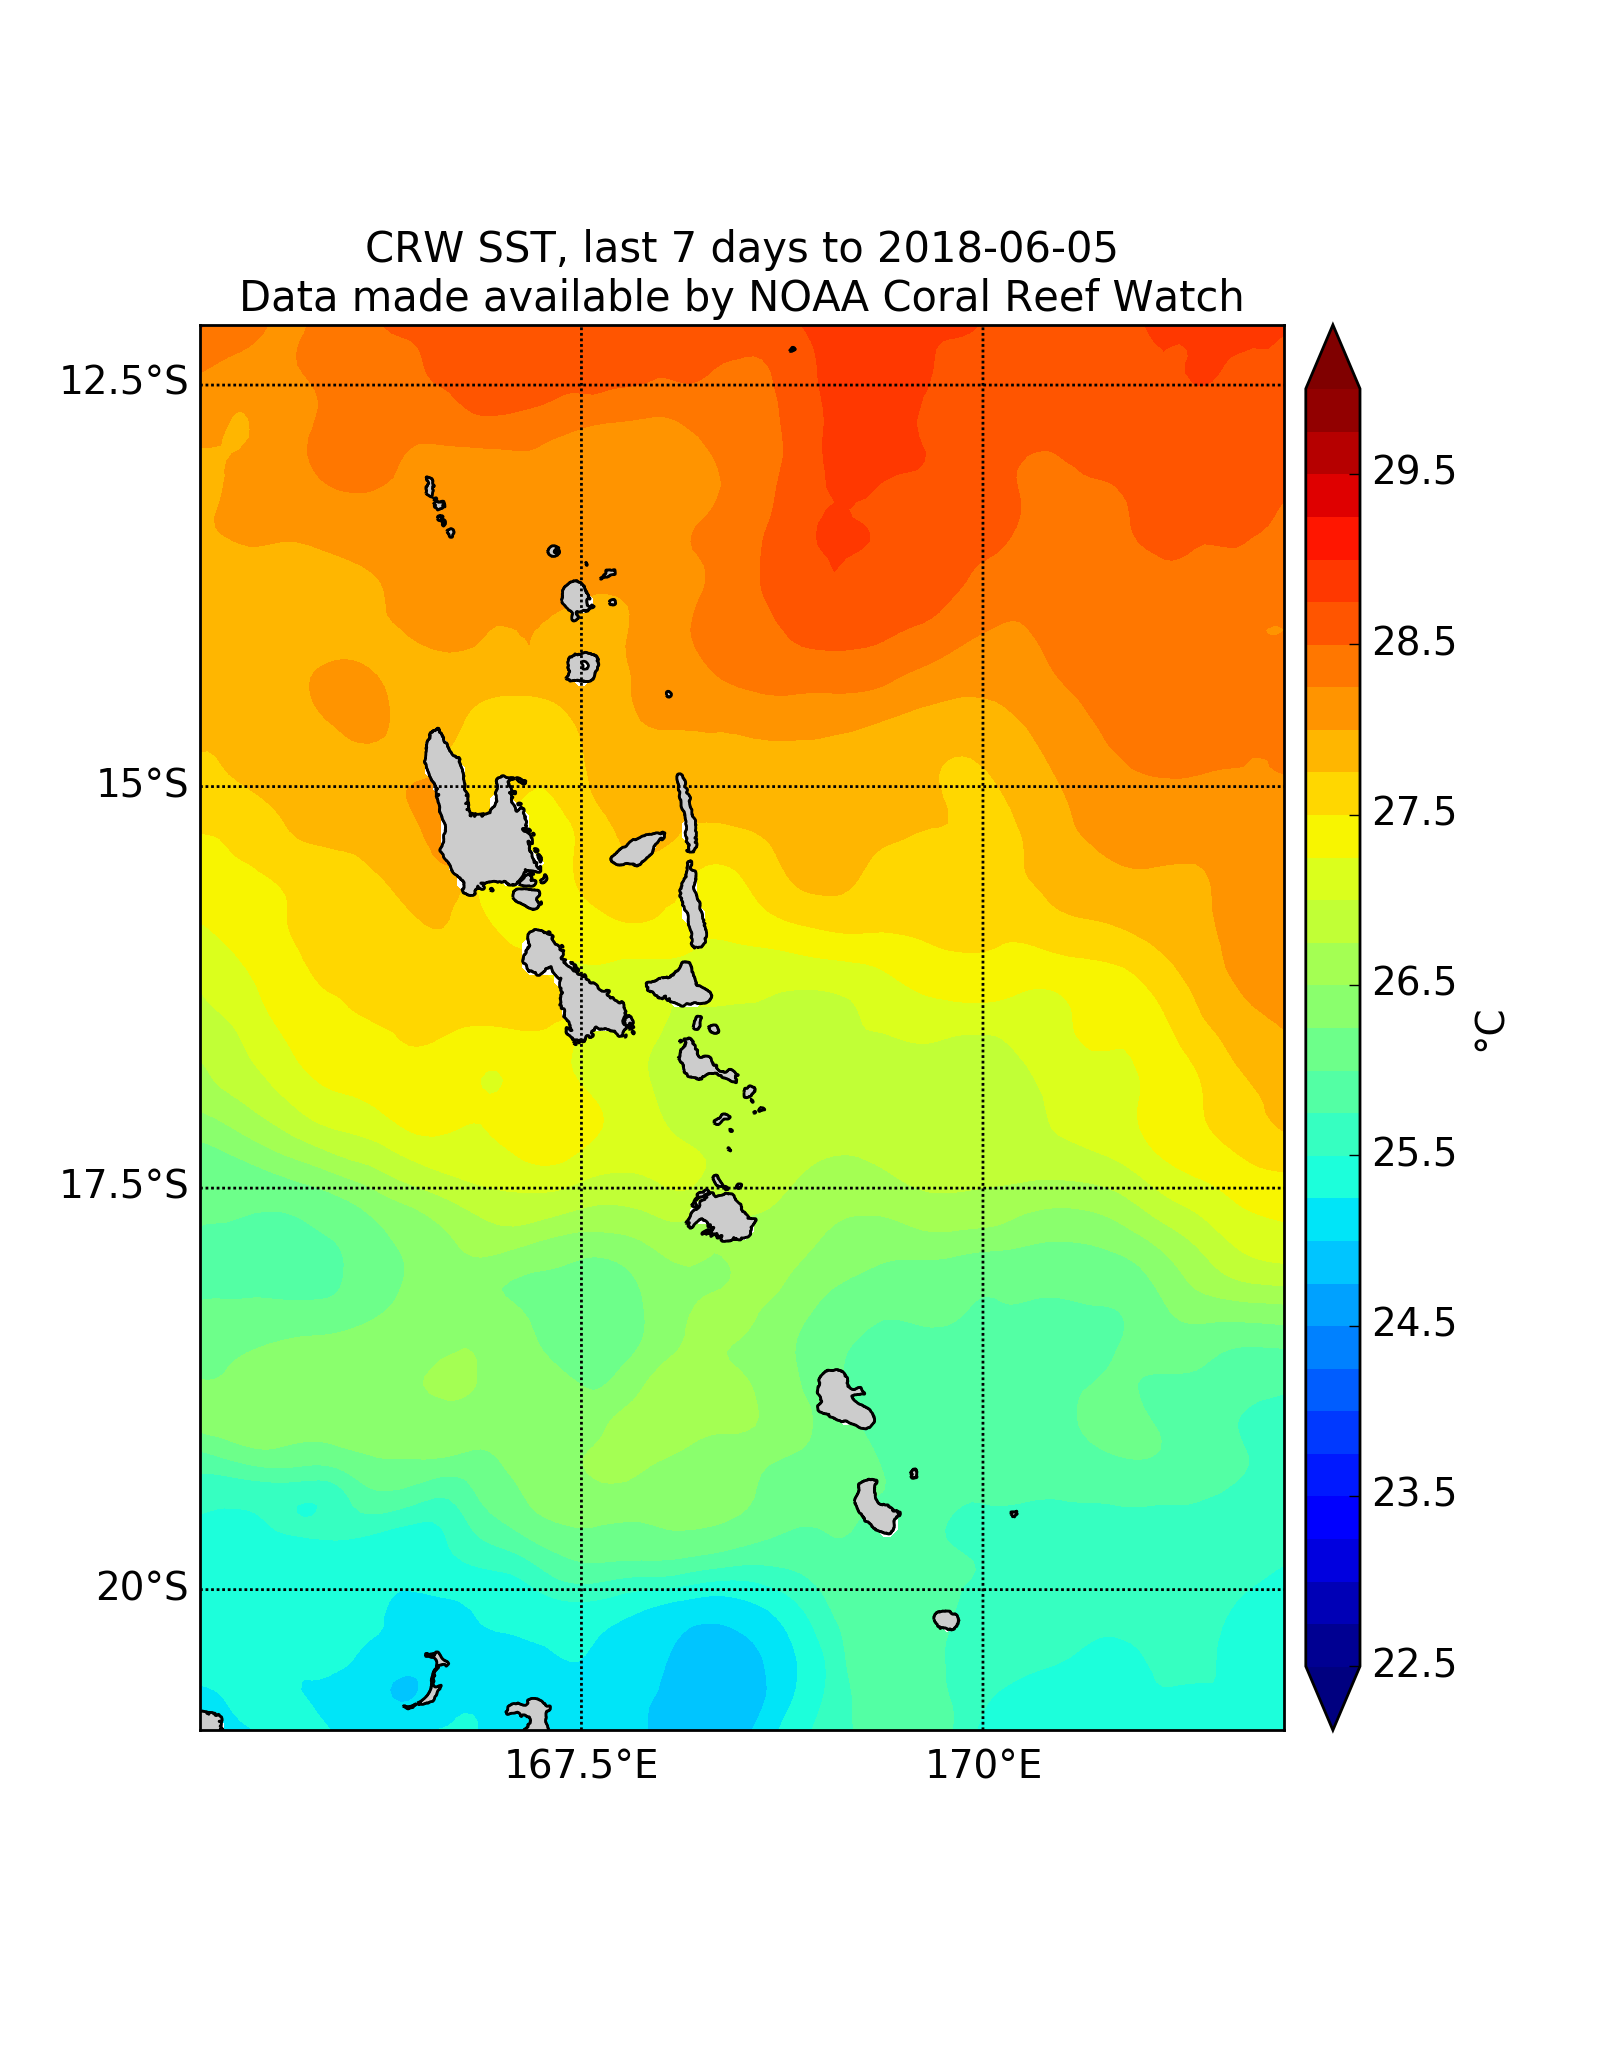 CRW SST, last 7 days to 2018-06-05
Data made available by NOAA Coral Reef Watch
12.5°S
15°S
17.5°S
20°S
167.5°E
170°E
29.5
28.5
27.5
26.5
25.5
24.5
23.5
22.5
°C